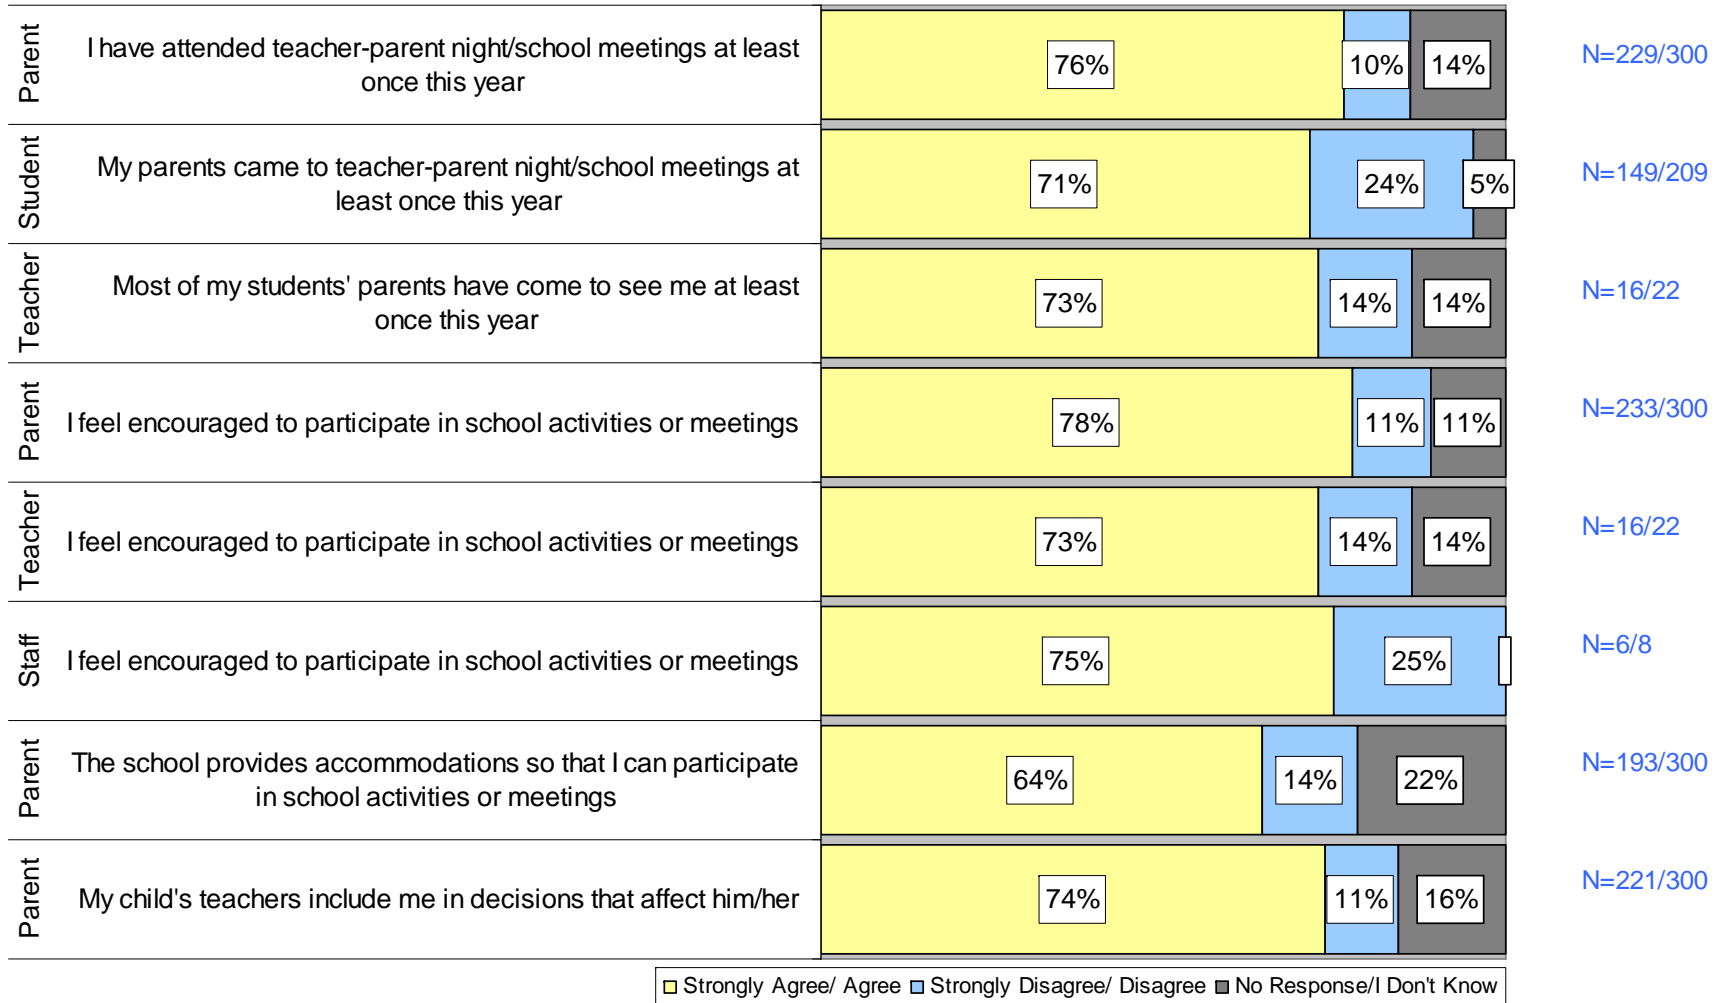 Parent
I have attended teacher-parent night/school meetings at least
once this year
76%
10%
14%
N=229/300
Student
My parents came to teacher-parent night/school meetings at
least once this year
71%
24%
5%
N=149/209
Teacher
Most of my students' parents have come to see me at least
once this year
73%
14%
14%
N=16/22
Parent
I feel encouraged to participate in school activities or meetings
78%
11%
11%
N=233/300
Teacher
I feel encouraged to participate in school activities or meetings
73%
14%
14%
N=16/22
Staff
I feel encouraged to participate in school activities or meetings
75%
25%
N=6/8
Parent
The school provides accommodations so that I can participate
in school activities or meetings
64%
14%
22%
N=193/300
Parent
My child's teachers include me in decisions that affect him/her
74%
11%
16%
N=221/300
Strongly Agree/ Agree Strongly Disagree/ Disagree No Response/I Don't Know